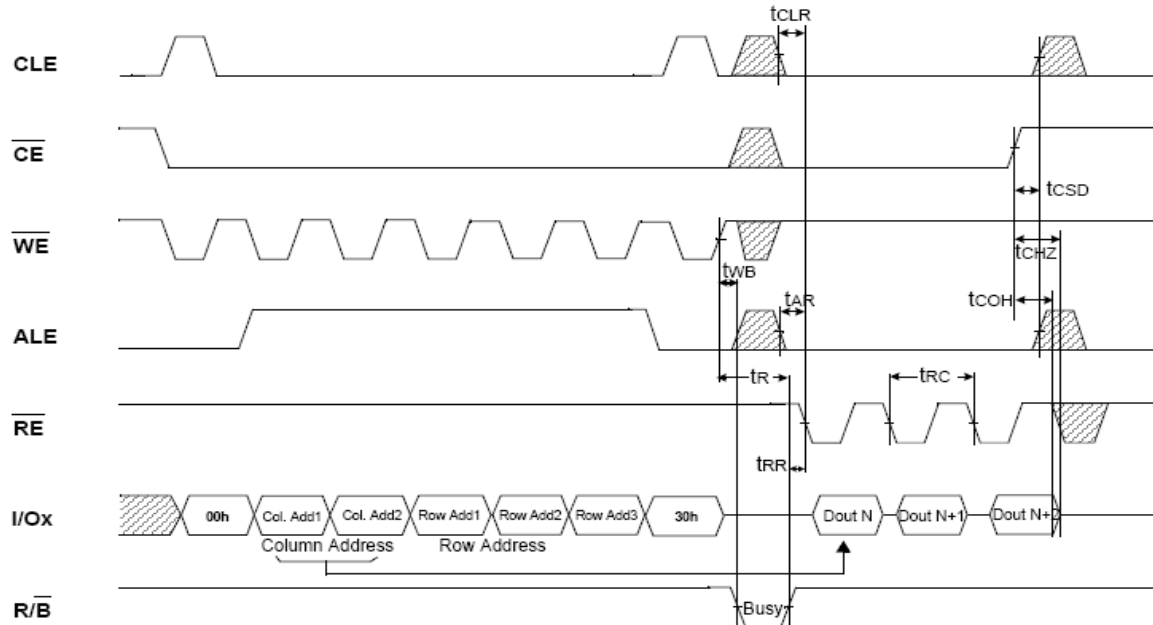 tCLR
CLE
CE
tCSD
WE
tCHZ
tWB
tCOH
tAR
ALE
tR
tRC
RE
tRR
I/Ox
00h Col. Add1 Col. Add2 Row Add1 Row Add2 Row Add3 30h Dout N Dout N+1 Dout N+2
Column Address Row Address
R/B
Busy